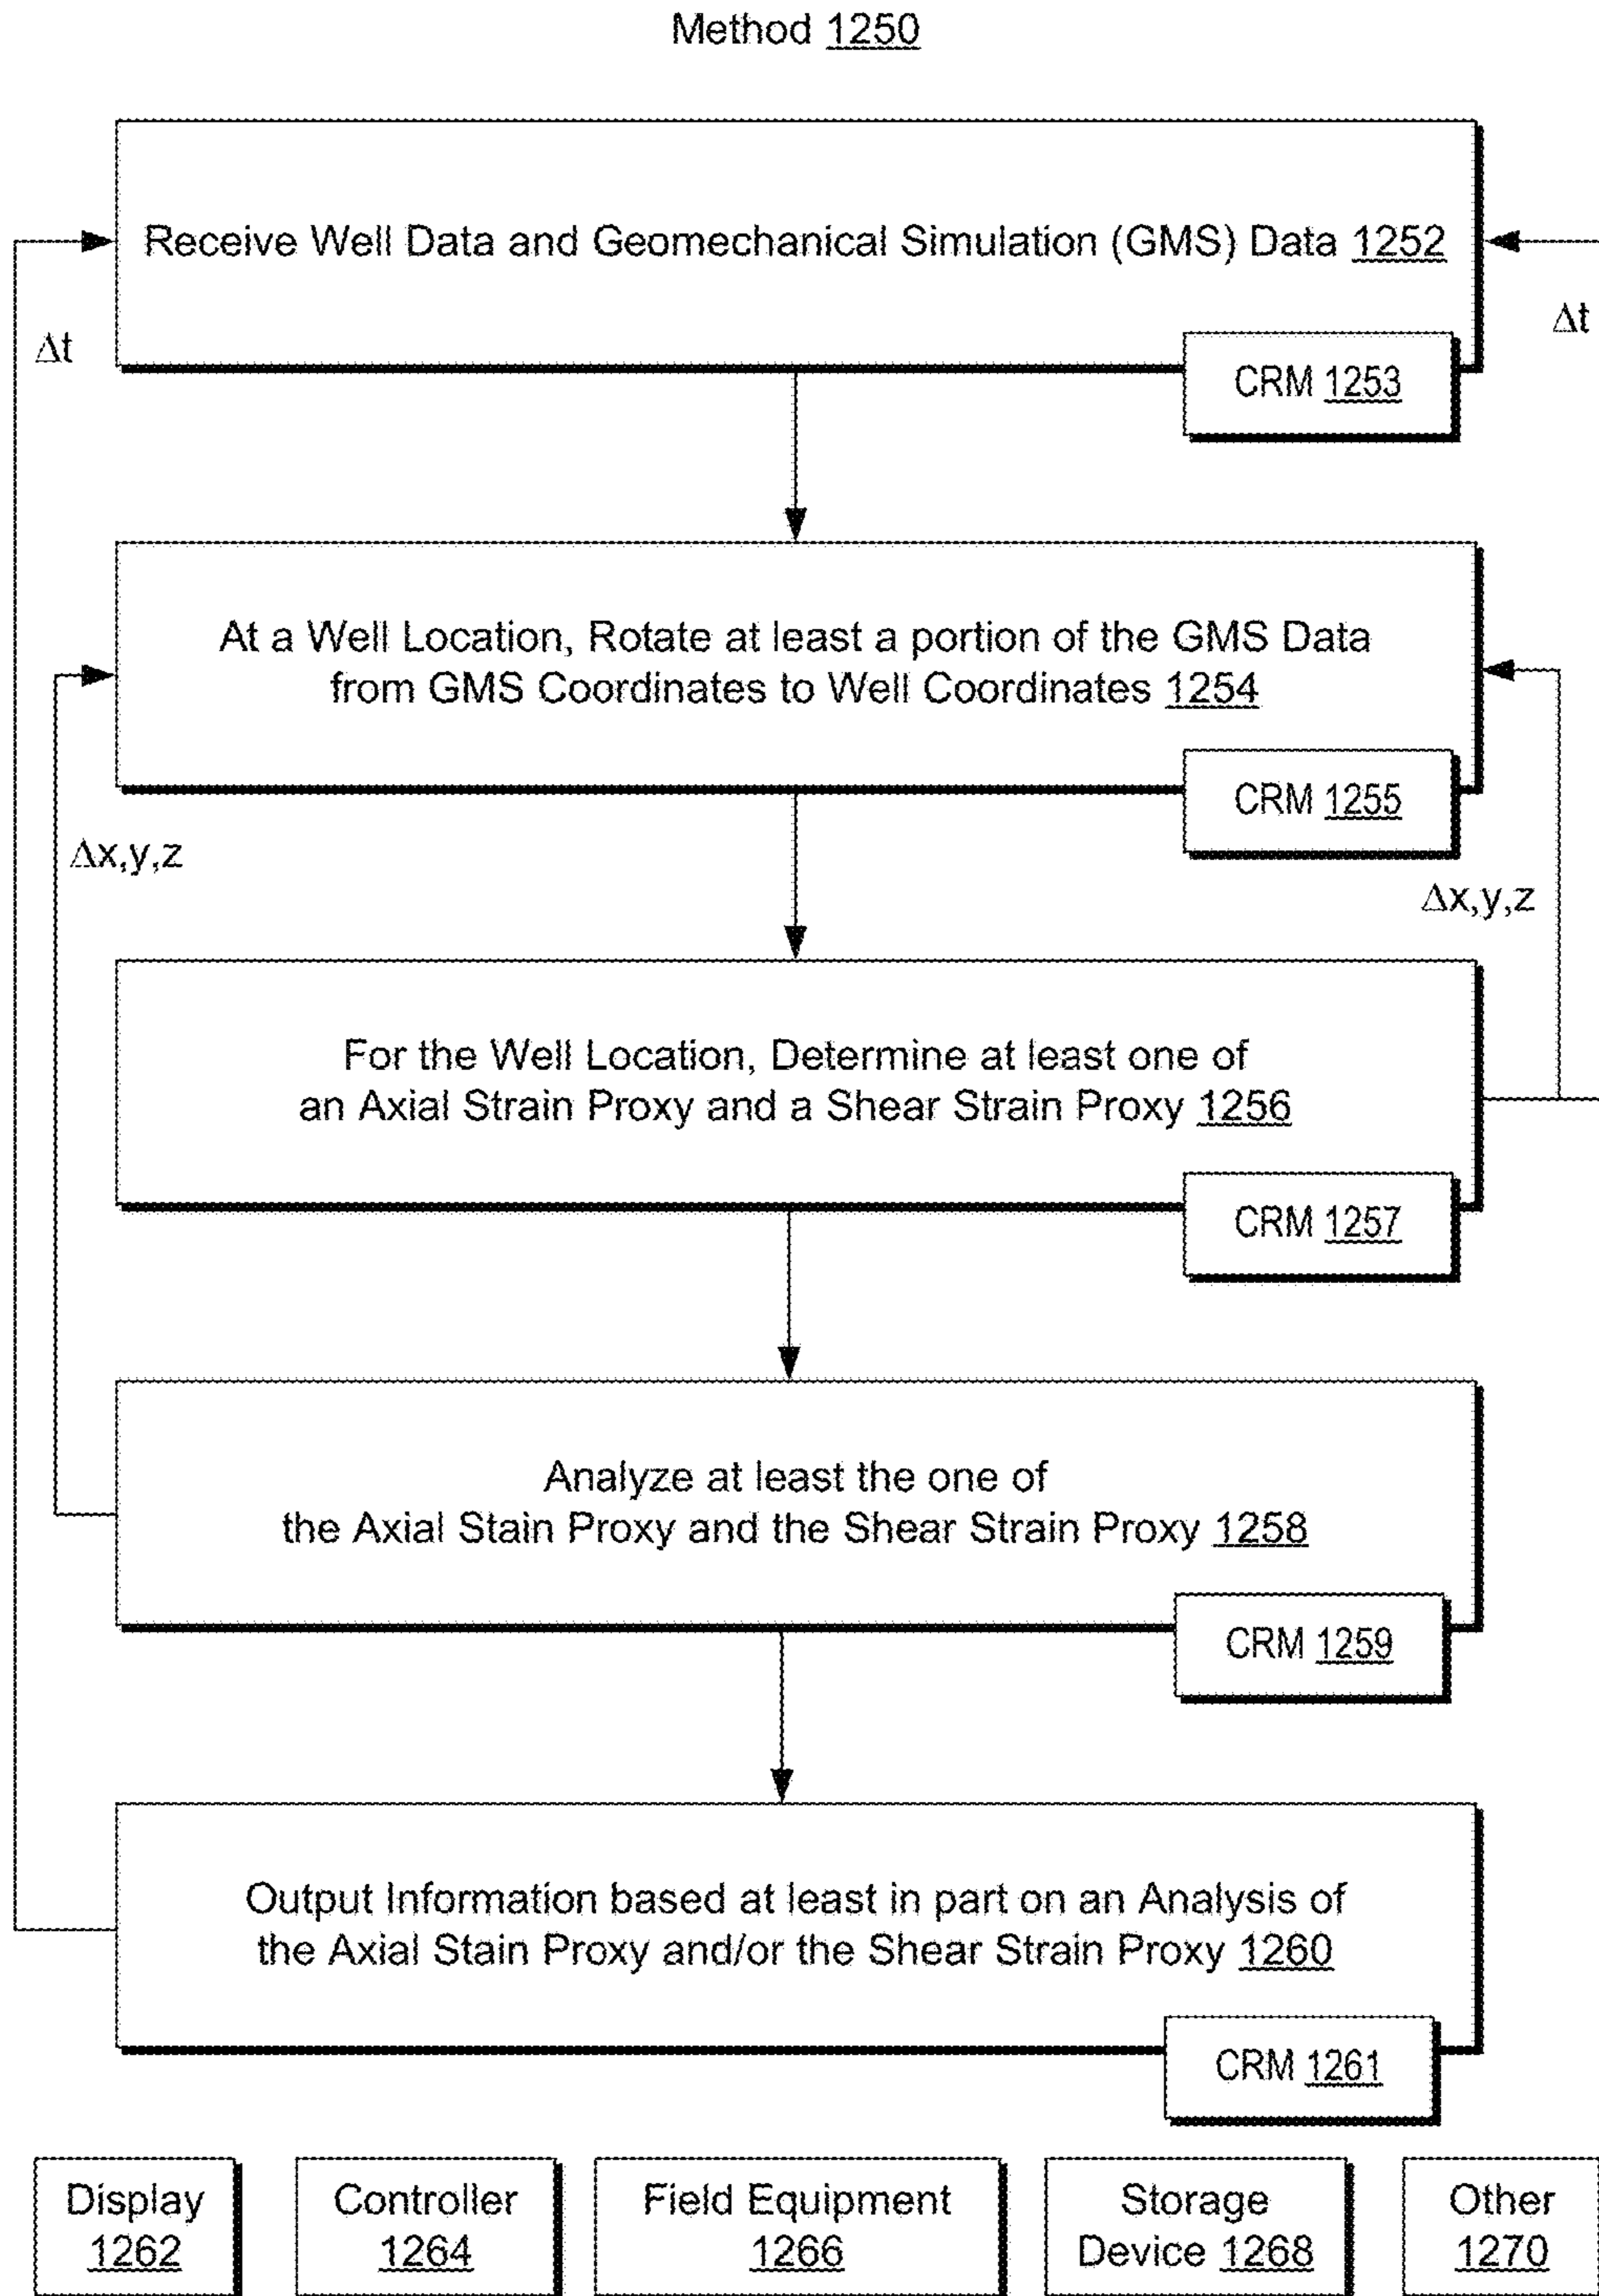 Method 1250
Receive Well Data and Geomechanical Simulation (GMS) Data 1252
Δt
Δt
CRM 1253
At a Well Location, Rotate at least a portion of the GMS Data
from GMS Coordinates to Well Coordinates 1254
CRM 1255
Δx,y,z
Δx,y,z
For the Well Location, Determine at least one of
an Axial Strain Proxy and a Shear Strain Proxy 1256
CRM 1257
Analyze at least the one of
the Axial Stain Proxy and the Shear Strain Proxy 1258
CRM 1259
Output Information based at least in part on an Analysis of
the Axial Stain Proxy and/or the Shear Strain Proxy 1260
CRM 1261
Display
1262
Controller
1264
Field Equipment
1266
Storage
Device 1268
Other
1270